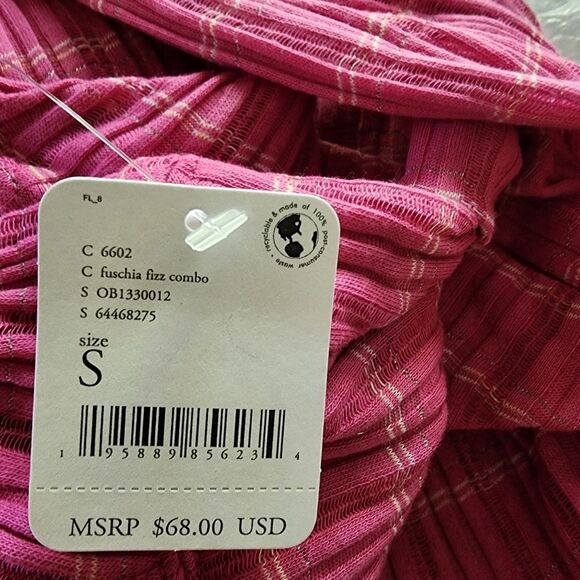 FL_8
recyclable & made of 100% post-consumer waste
C 6602
C fuschia fizz combo
S OB1330012
S 64468275
size
S
1 95889 85623 4
MSRP $68.00 USD